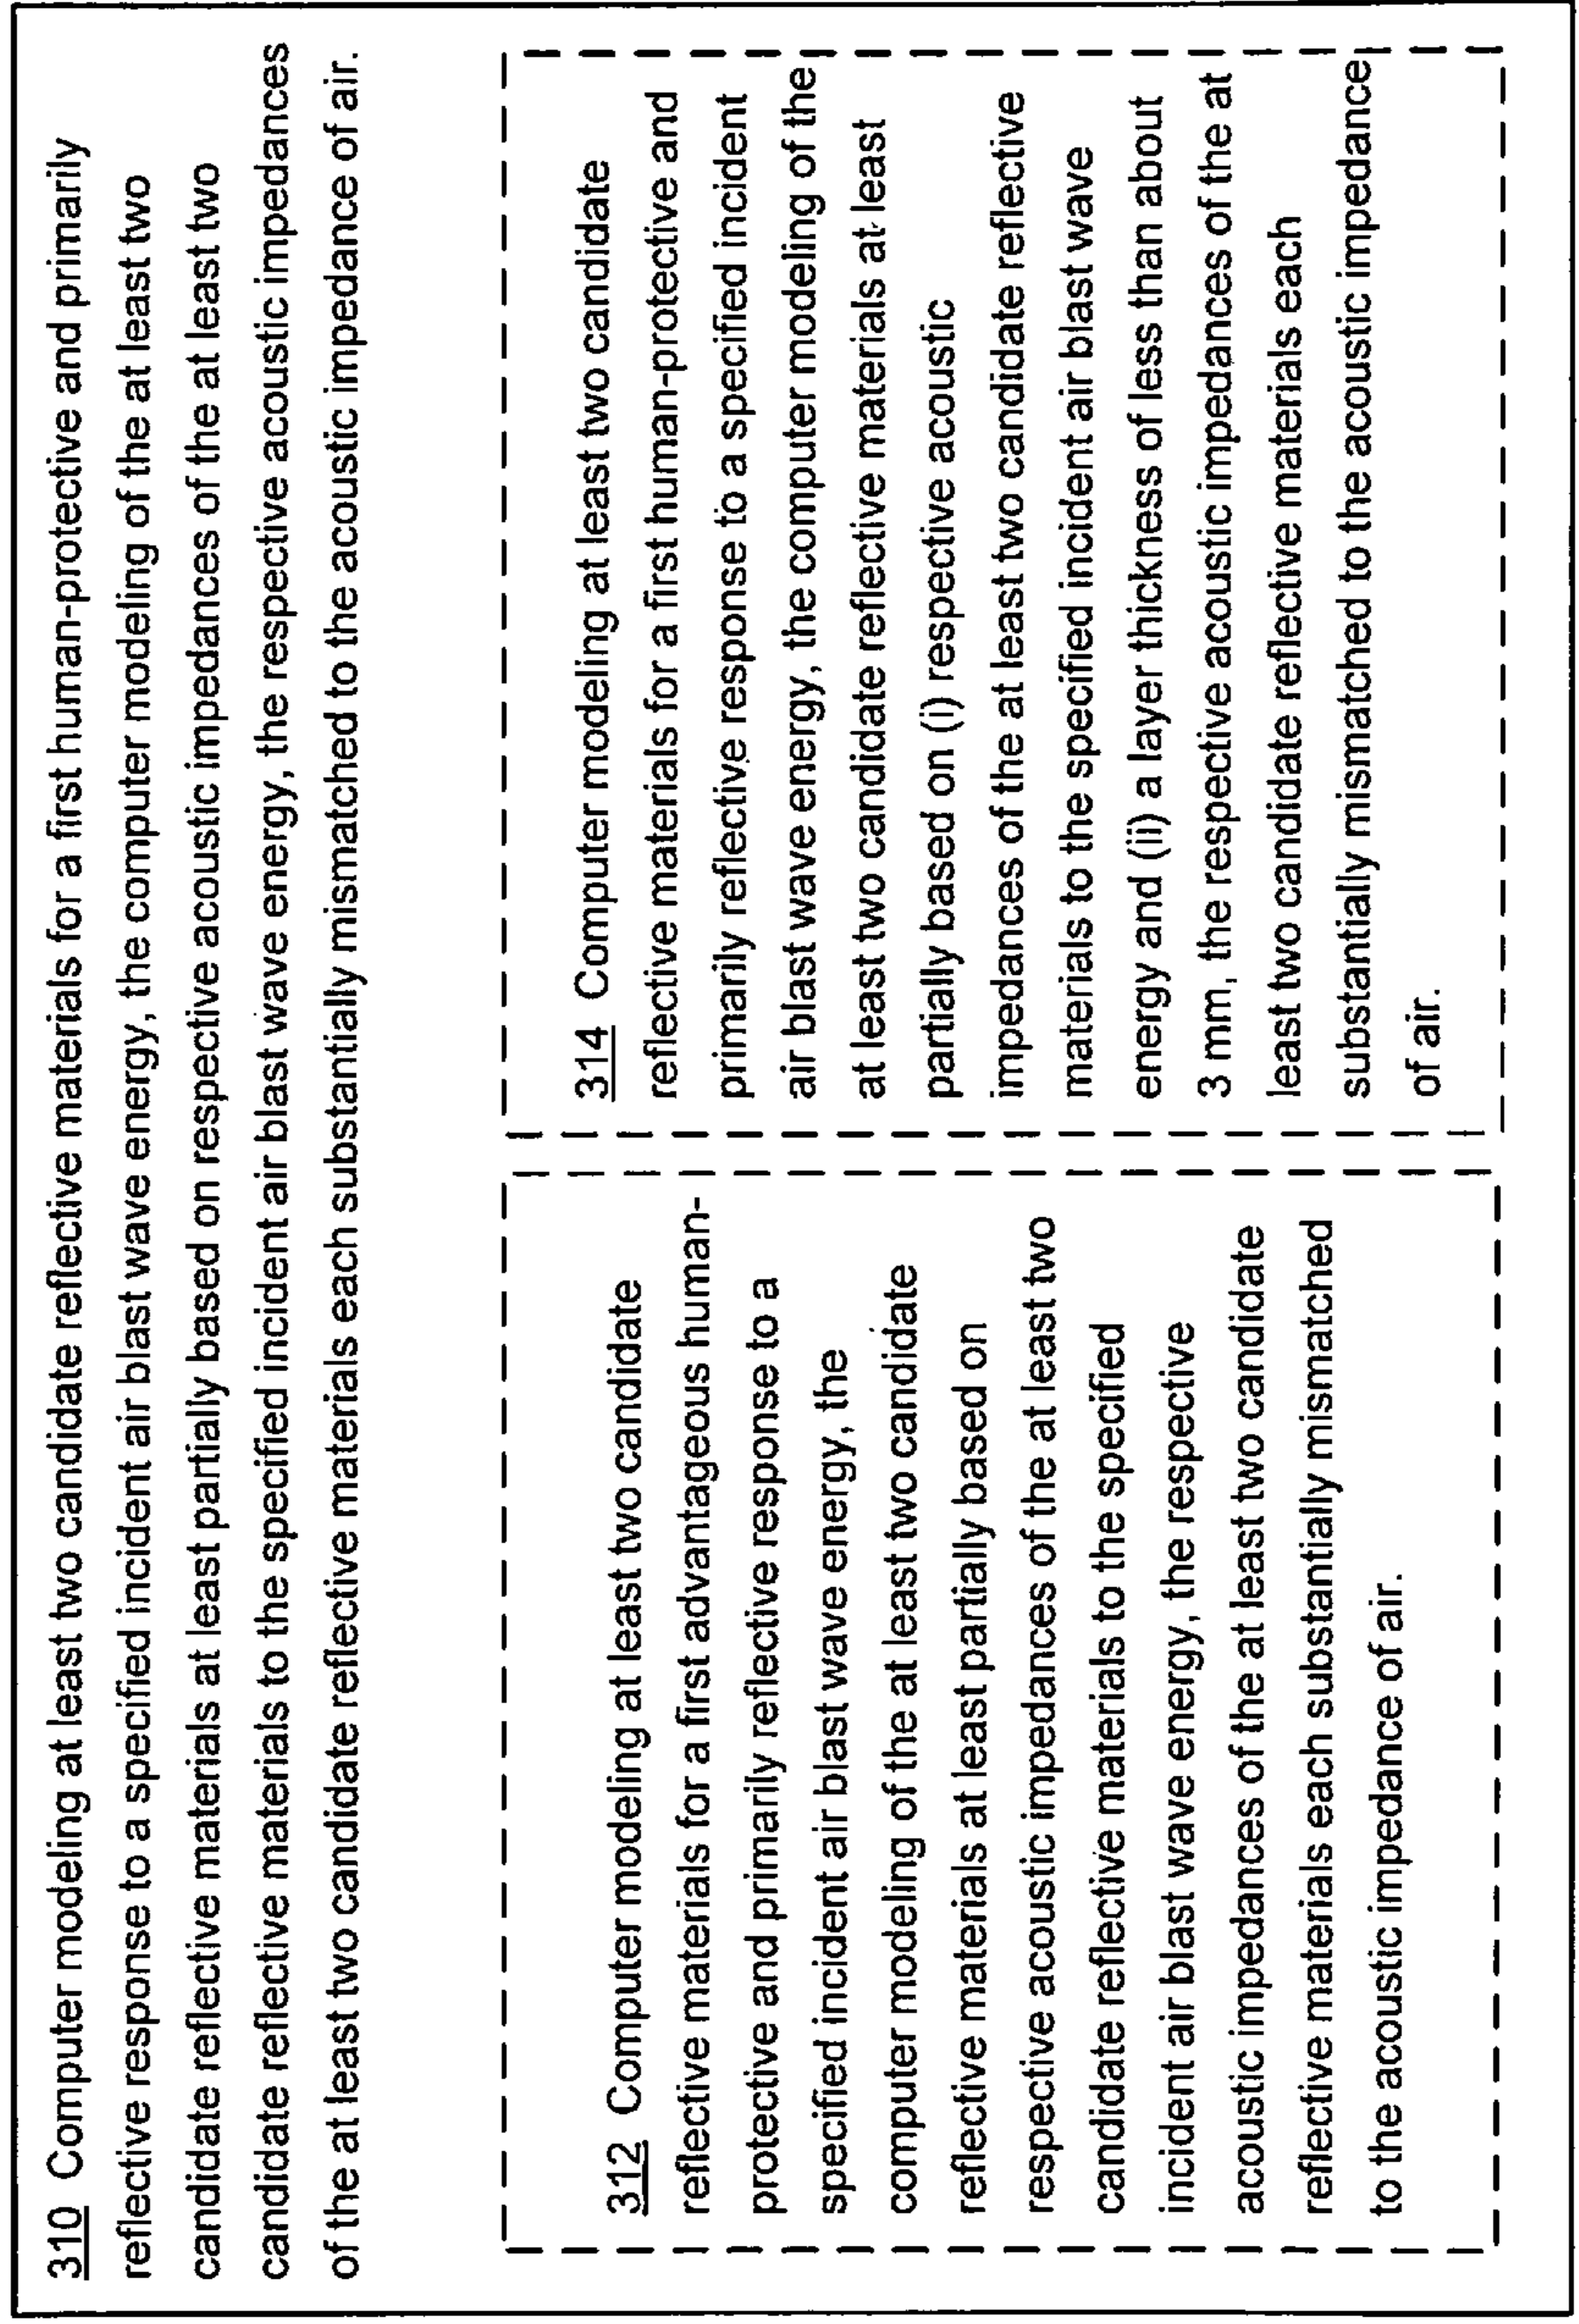 310 Computer modeling at least two candidate reflective materials for a first human-protective and primarily
reflective response to a specified incident air blast wave energy, the computer modeling of the at least two
candidate reflective materials at least partially based on respective acoustic impedances of the at least two
candidate reflective materials to the specified incident air blast wave energy, the respective acoustic impedances
of the at least two candidate reflective materials each substantially mismatched to the acoustic impedance of air.
312 Computer modeling at least two candidate
reflective materials for a first advantageous human-
protective and primarily reflective response to a
specified incident air blast wave energy, the
computer modeling of the at least two candidate
reflective materials at least partially based on
respective acoustic impedances of the at least two
candidate reflective materials to the specified
incident air blast wave energy, the respective
acoustic impedances of the at least two candidate
reflective materials each substantially mismatched
to the acoustic impedance of air.
314 Computer modeling at least two candidate
reflective materials for a first human-protective and
primarily reflective response to a specified incident
air blast wave energy, the computer modeling of the
at least two candidate reflective materials at least
partially based on (i) respective acoustic
impedances of the at least two candidate reflective
materials to the specified incident air blast wave
energy and (ii) a layer thickness of less than about
3 mm, the respective acoustic impedances of the at
least two candidate reflective materials each
substantially mismatched to the acoustic impedance
of air.